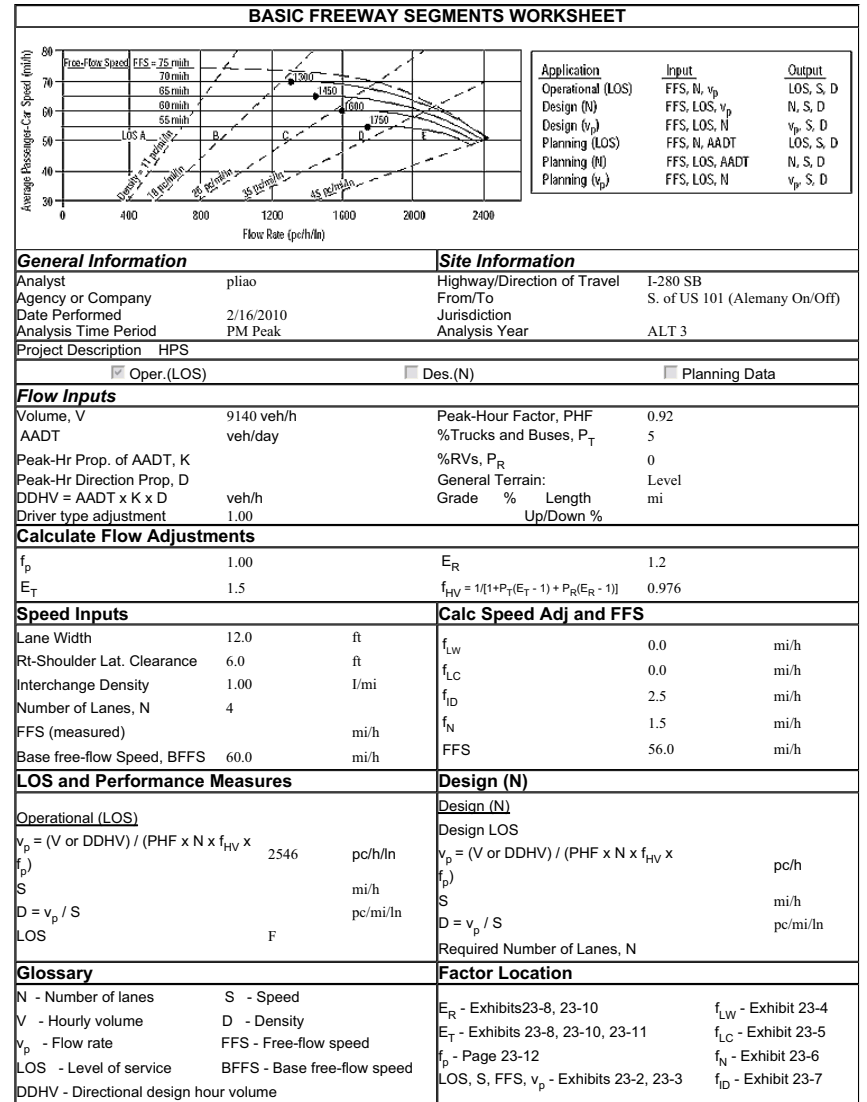 BASIC FREEWAY SEGMENTS WORKSHEET
Average Passenger-Car Speed (mi/h)
80
70
60
50
40
30
Free-Flow Speed FFS = 75 mi/h
70 mi/h
65 mi/h
60 mi/h
55 mi/h
1300
1450
1600
1750
LOS A
B
C
D
E
Density = 11 pc/mi/ln
18 pc/mi/ln
26 pc/mi/ln
35 pc/mi/ln
45 pc/mi/ln
0 400 800 1200 1600 2000 2400
Flow Rate (pc/h/ln)
Application Input Output
Operational (LOS) FFS, N, vp LOS, S, D
Design (N) FFS, LOS, vp N, S, D
Design (vp) FFS, LOS, N vp, S, D
Planning (LOS) FFS, N, AADT LOS, S, D
Planning (N) FFS, LOS, AADT N, S, D
Planning (vp) FFS, LOS, N vp, S, D
General Information Site Information
Analyst pliao Highway/Direction of Travel I-280 SB
Agency or Company From/To S. of US 101 (Alemany On/Off)
Date Performed 2/16/2010 Jurisdiction
Analysis Time Period PM Peak Analysis Year ALT 3
Project Description HPS
Oper.(LOS) Des.(N) Planning Data
Flow Inputs
Volume, V 9140 veh/h Peak-Hour Factor, PHF 0.92
AADT veh/day %Trucks and Buses, PT 5
Peak-Hr Prop. of AADT, K %RVs, PR 0
Peak-Hr Direction Prop, D General Terrain: Level
DDHV = AADT x K x D veh/h Grade % Length mi
Driver type adjustment 1.00 Up/Down %
Calculate Flow Adjustments
fp 1.00 ER 1.2
ET 1.5 fHV = 1/[1+PT(ET - 1) + PR(ER - 1)] 0.976
Speed Inputs Calc Speed Adj and FFS
Lane Width 12.0 ft
Rt-Shoulder Lat. Clearance 6.0 ft
Interchange Density 1.00 I/mi
Number of Lanes, N 4
FFS (measured) mi/h
Base free-flow Speed, BFFS 60.0 mi/h
fLW 0.0 mi/h
fLC 0.0 mi/h
fID 2.5 mi/h
fN 1.5 mi/h
FFS 56.0 mi/h
LOS and Performance Measures Design (N)
Operational (LOS)
vp = (V or DDHV) / (PHF x N x fHV x
fp) 2546 pc/h/ln
S mi/h
D = vp / S pc/mi/ln
LOS F
Design (N)
Design LOS
vp = (V or DDHV) / (PHF x N x fHV x
fp) pc/h
S mi/h
D = vp / S pc/mi/ln
Required Number of Lanes, N
Glossary Factor Location
N - Number of lanes S - Speed
V - Hourly volume D - Density
vp - Flow rate FFS - Free-flow speed
LOS - Level of service BFFS - Base free-flow speed
DDHV - Directional design hour volume
ER - Exhibits23-8, 23-10 fLW - Exhibit 23-4
ET - Exhibits 23-8, 23-10, 23-11 fLC - Exhibit 23-5
fp - Page 23-12 fN - Exhibit 23-6
LOS, S, FFS, vp - Exhibits 23-2, 23-3 fID - Exhibit 23-7